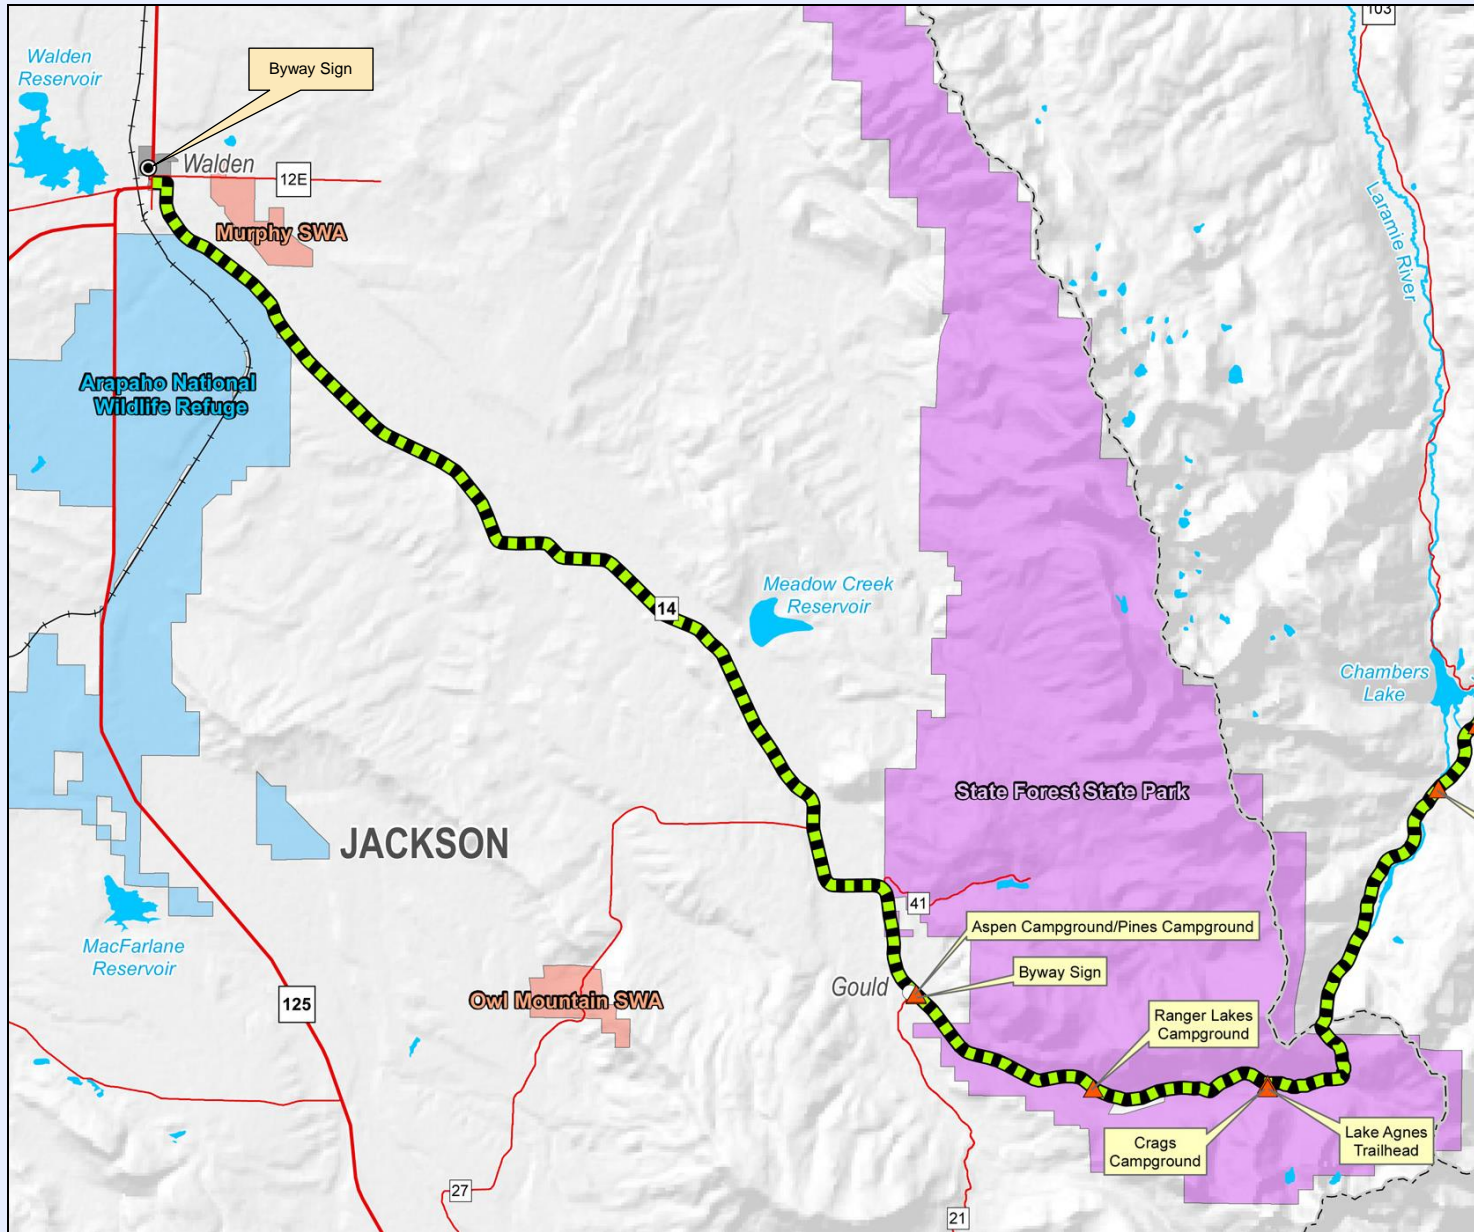 103
Walden
Reservoir
Byway Sign
Walden
12E
Murphy SWA
Laramie River
Arapaho National
Wildlife Refuge
Meadow Creek
Reservoir
14
Chambers
Lake
State Forest State Park
JACKSON
41
Aspen Campground/Pines Campground
MacFarlane
Reservoir
Byway Sign
Gould
Owl Mountain SWA
125
Ranger Lakes
Campground
Crags
Campground
Lake Agnes
Trailhead
27
21